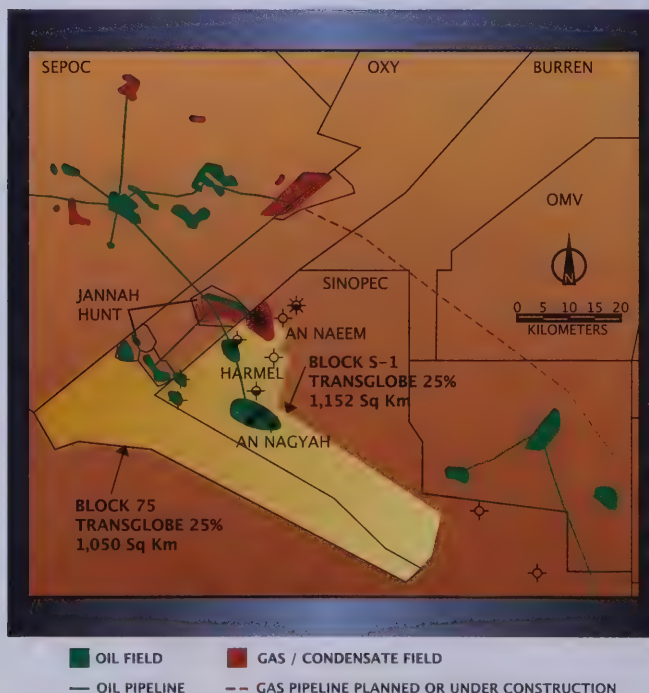 SEPOC
OXY
BURREN
OMV
N
0 5 10 15 20
KILOMETERS
SINOPEC
JANNAH
HUNT
AN NAEEM
HARMEL
BLOCK S-1
TRANSGLOBE 25%
1,152 Sq Km
AN NAGYAH
BLOCK 75
TRANSGLOBE 25%
1,050 Sq Km
OIL FIELD
GAS / CONDENSATE FIELD
OIL PIPELINE
GAS PIPELINE PLANNED OR UNDER CONSTRUCTION